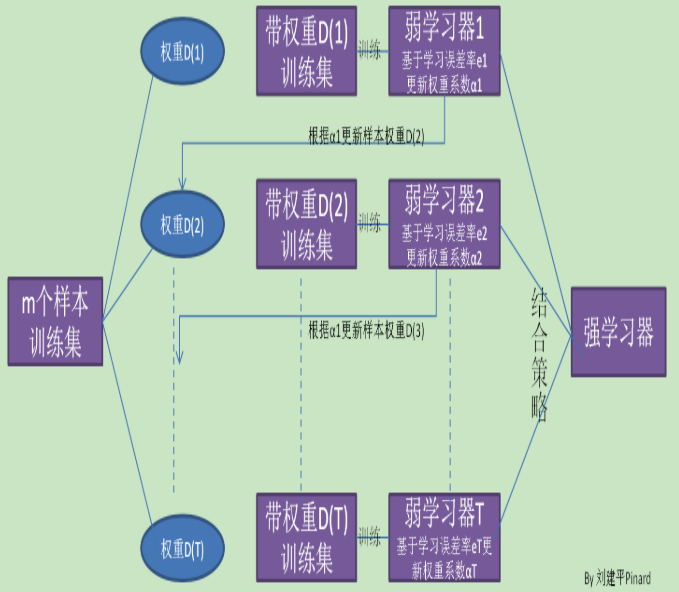 权重D(1)
带权重D(1)
训练集
训练
弱学习器1
基于学习误差率e1
更新权重系数α1
根据α1更新样本权重D(2)
权重D(2)
带权重D(2)
训练集
训练
弱学习器2
基于学习误差率e2
更新权重系数α2
m个样本
训练集
根据α1更新样本权重D(3)
结合策略
强学习器
权重D(T)
带权重D(T)
训练集
训练
弱学习器T
基于学习误差率eT更
新权重系数αT
By 刘建平Pinard